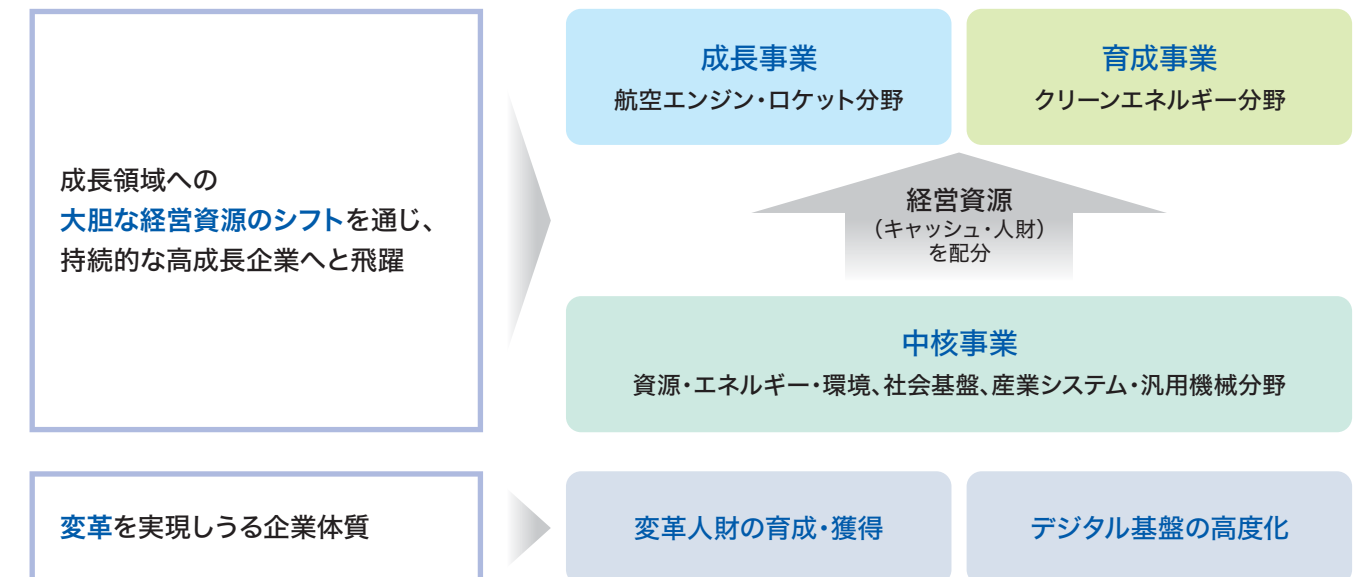 成長領域への
大胆な経営資源のシフトを通じ、
持続的な高成長企業へと飛躍
成長事業
航空エンジン・ロケット分野
育成事業
クリーンエネルギー分野
経営資源
（キャッシュ・人財）
を配分
中核事業
資源・エネルギー・環境、社会基盤、産業システム・汎用機械分野
変革を実現しうる企業体質
変革人財の育成・獲得
デジタル基盤の高度化